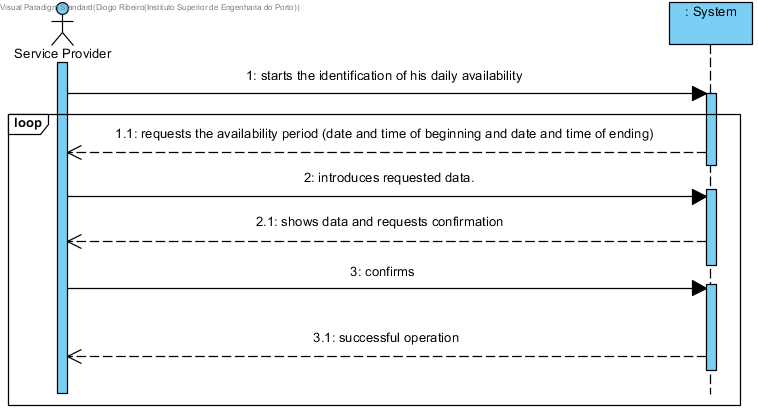 Visual Paradigm Standard(Diogo Ribeiro(Instituto Superior de Engenharia do Porto))
: System
Service Provider
1: starts the identification of his daily availability
loop
1.1: requests the availability period (date and time of beginning and date and time of ending)
2: introduces requested data.
2.1: shows data and requests confirmation
3: confirms
3.1: successful operation